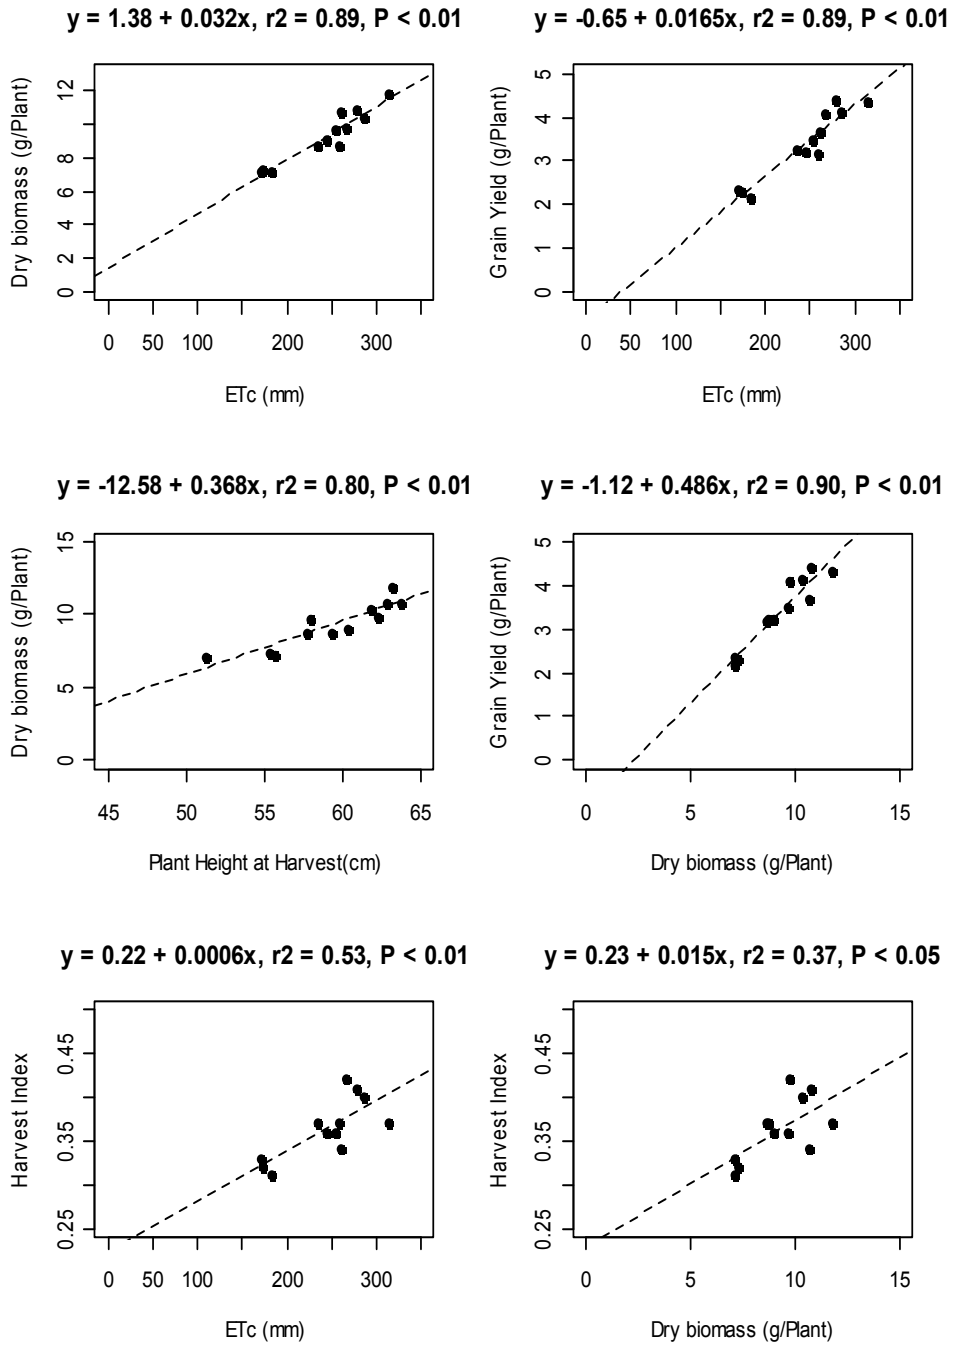 y = 1.38 + 0.032x, r2 = 0.89, P < 0.01
Dry biomass (g/Plant)
12
8
6
4
2
0
0 50 100 200 300
ETc (mm)
y = -0.65 + 0.0165x, r2 = 0.89, P < 0.01
Grain Yield (g/Plant)
5
4
3
2
1
0
0 50 100 200 300
ETc (mm)
y = -12.58 + 0.368x, r2 = 0.80, P < 0.01
Dry biomass (g/Plant)
15
10
5
0
45 50 55 60 65
Plant Height at Harvest(cm)
y = -1.12 + 0.486x, r2 = 0.90, P < 0.01
Grain Yield (g/Plant)
5
4
3
2
1
0
0 5 10 15
Dry biomass (g/Plant)
y = 0.22 + 0.0006x, r2 = 0.53, P < 0.01
Harvest Index
0.45
0.35
0.25
0 50 100 200 300
ETc (mm)
y = 0.23 + 0.015x, r2 = 0.37, P < 0.05
Harvest Index
0.45
0.35
0.25
0 5 10 15
Dry biomass (g/Plant)